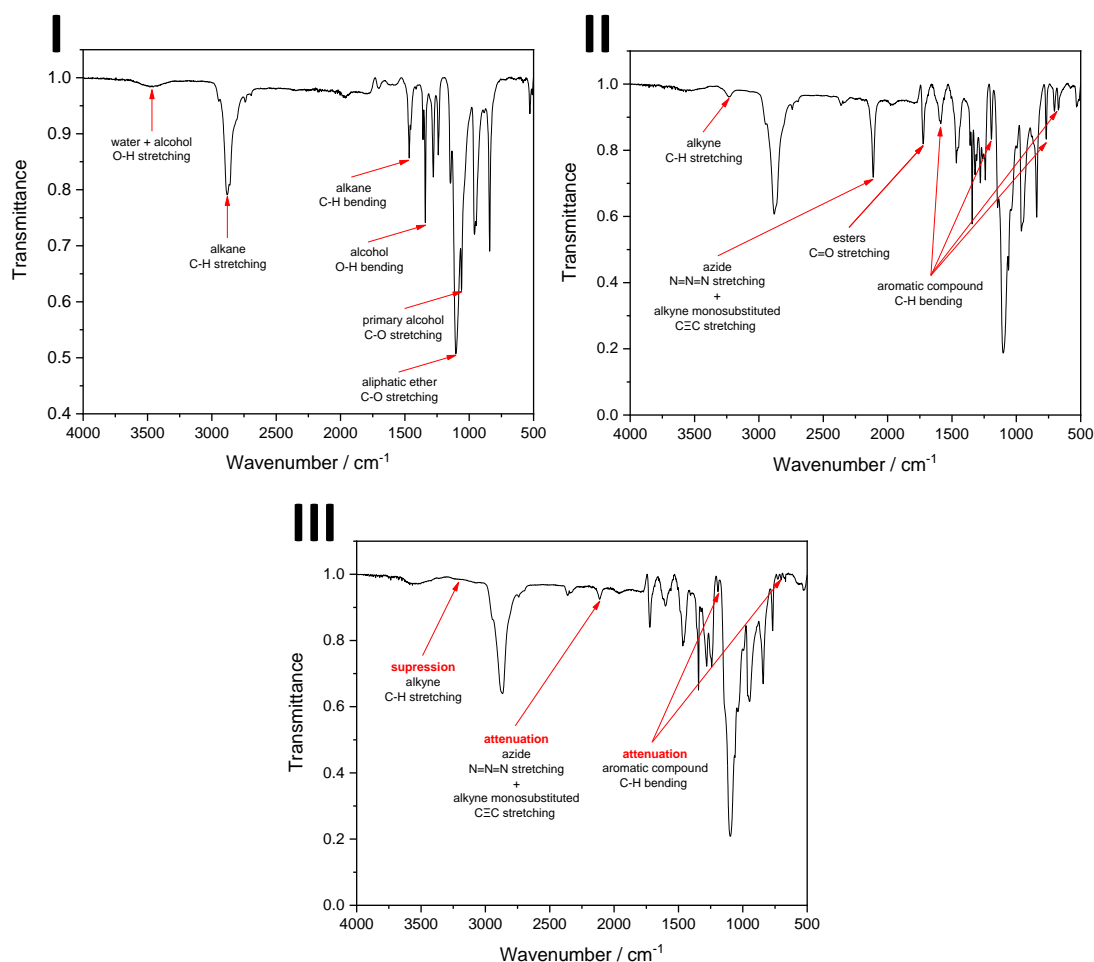 I
1.0
0.9
0.8
0.7
0.6
0.5
0.4
Transmittance
water + alcohol
O-H stretching
alkane
C-H stretching
alkane
C-H bending
alcohol
O-H bending
primary alcohol
C-O stretching
aliphatic ether
C-O stretching
4000 3500 3000 2500 2000 1500 1000 500
Wavenumber / cm⁻¹
II
1.0
0.8
0.6
0.4
0.2
0.0
Transmittance
alkyne
C-H stretching
azide
N=N=N stretching
+
alkyne monosubstituted
CΞC stretching
esters
C=O stretching
aromatic compound
C-H bending
4000 3500 3000 2500 2000 1500 1000 500
Wavenumber / cm⁻¹
III
1.0
0.8
0.6
0.4
0.2
0.0
Transmittance
supression
alkyne
C-H stretching
attenuation
azide
N=N=N stretching
+
alkyne monosubstituted
CΞC stretching
attenuation
aromatic compound
C-H bending
4000 3500 3000 2500 2000 1500 1000 500
Wavenumber / cm⁻¹